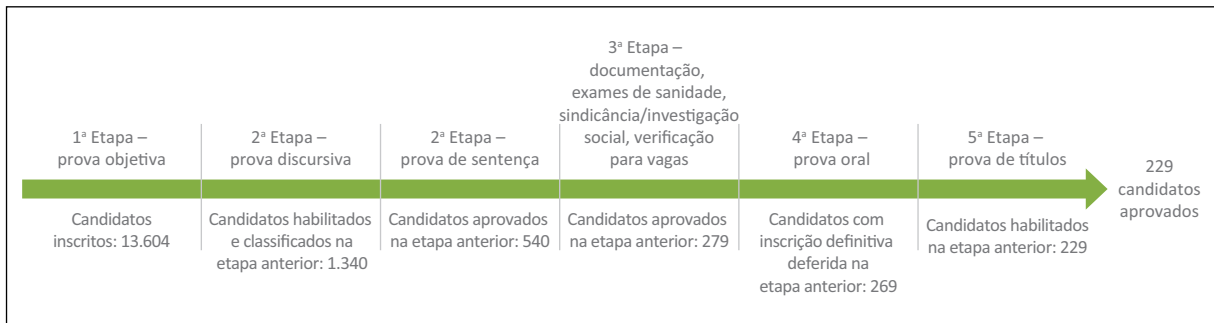 1ª Etapa –
prova objetiva
2ª Etapa –
prova discursiva
2ª Etapa –
prova de sentença
3ª Etapa –
documentação,
exames de sanidade,
sindicância/investigação
social, verificação
para vagas
4ª Etapa –
prova oral
5ª Etapa –
prova de títulos
229
candidatos
aprovados
Candidatos
inscritos: 13.604
Candidatos habilitados
e classificados na
etapa anterior: 1.340
Candidatos aprovados
na etapa anterior: 540
Candidatos aprovados
na etapa anterior: 279
Candidatos com
inscrição definitiva
deferida na
etapa anterior: 269
Candidatos habilitados
na etapa anterior: 229